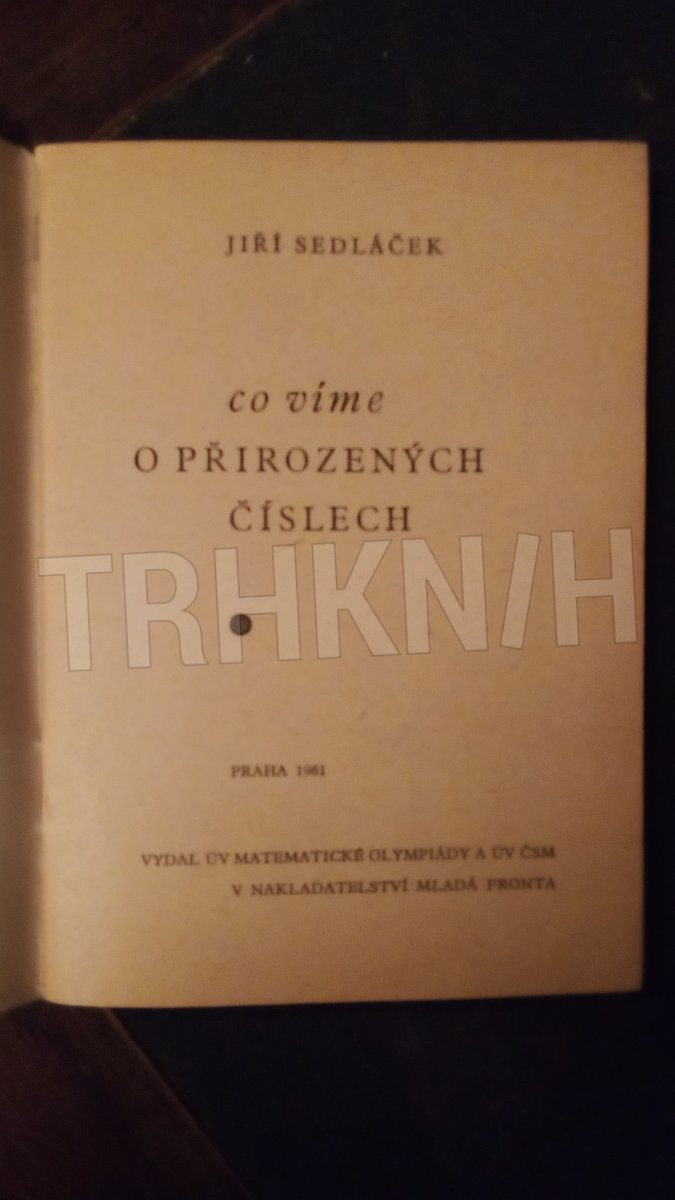 JIŘÍ SEDLÁČEK
co víme
O PŘIROZENÝCH
ČÍSLECH
TRHKNIH
PRAHA 1961
VYDAL ÚV MATEMATICKÉ OLYMPIÁDY A ÚV ČSM
V NAKLADATELSTVÍ MLADÁ FRONTA